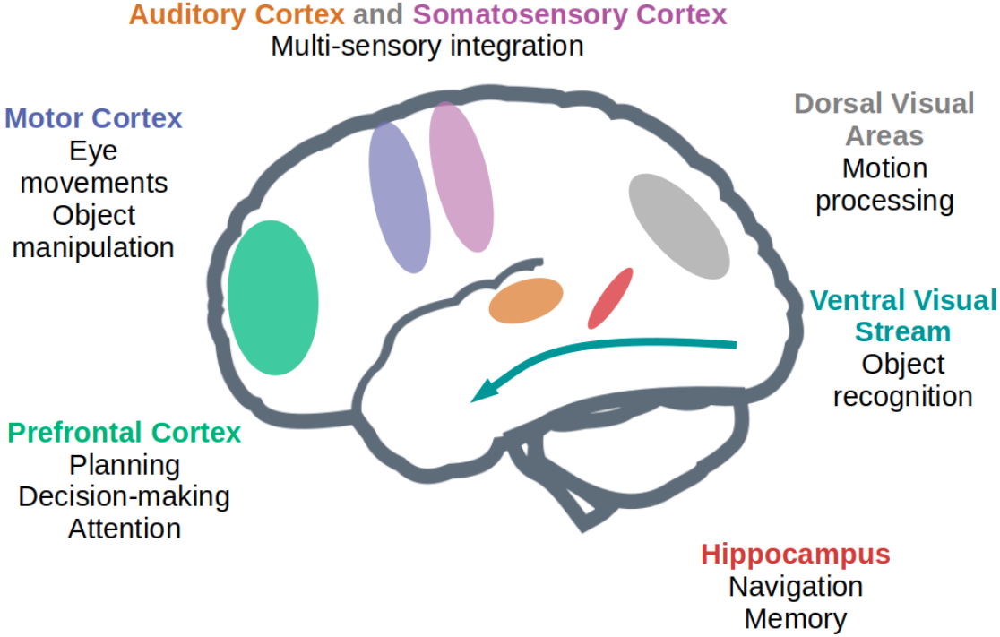 Auditory Cortex and Somatosensory Cortex
Multi-sensory integration
Motor Cortex
Eye
movements
Object
manipulation
Dorsal Visual
Areas
Motion
processing
Ventral Visual
Stream
Object
recognition
Prefrontal Cortex
Planning
Decision-making
Attention
Hippocampus
Navigation
Memory